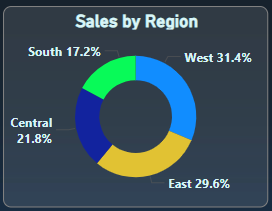 Sales by Region
South 17.2%
West 31.4%
Central
21.8%
East 29.6%